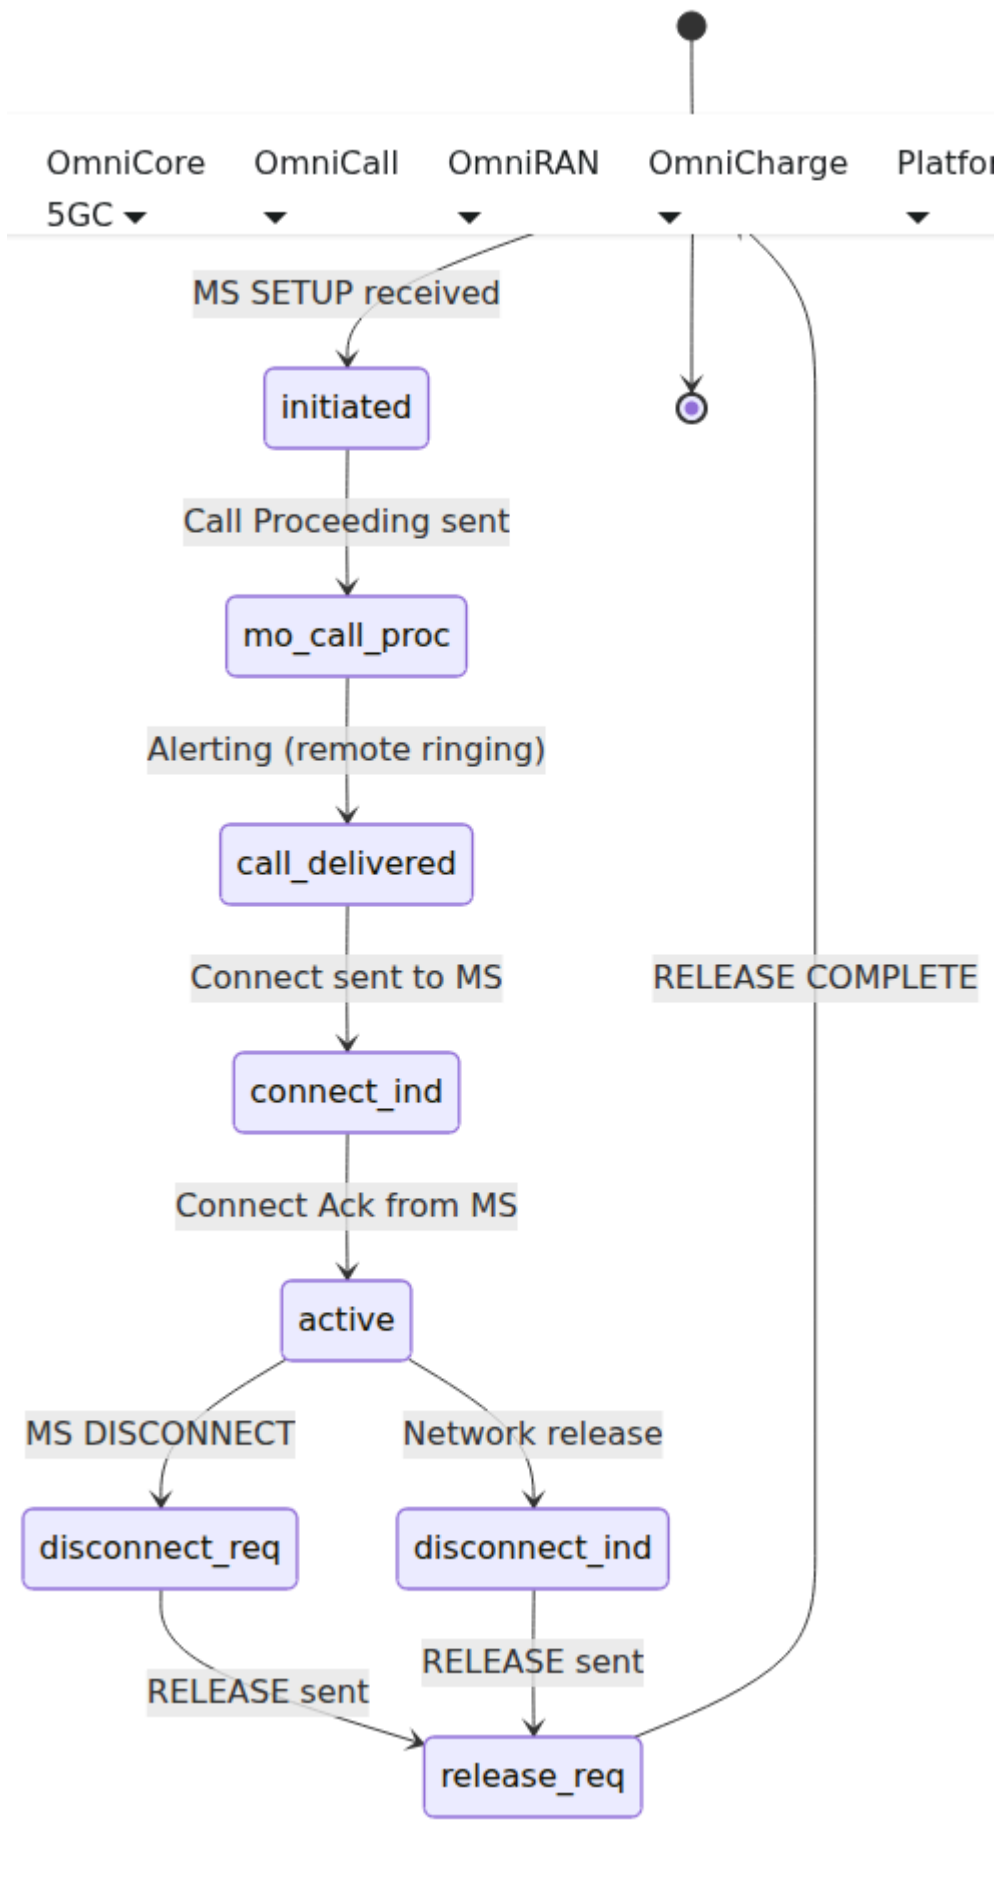 OmniCore
5GC
OmniCall
OmniRAN
OmniCharge
Platfor
MS SETUP received
initiated
Call Proceeding sent
mo_call_proc
Alerting (remote ringing)
call_delivered
Connect sent to MS
RELEASE COMPLETE
connect_ind
Connect Ack from MS
active
MS DISCONNECT
Network release
disconnect_req
disconnect_ind
RELEASE sent
RELEASE sent
release_req